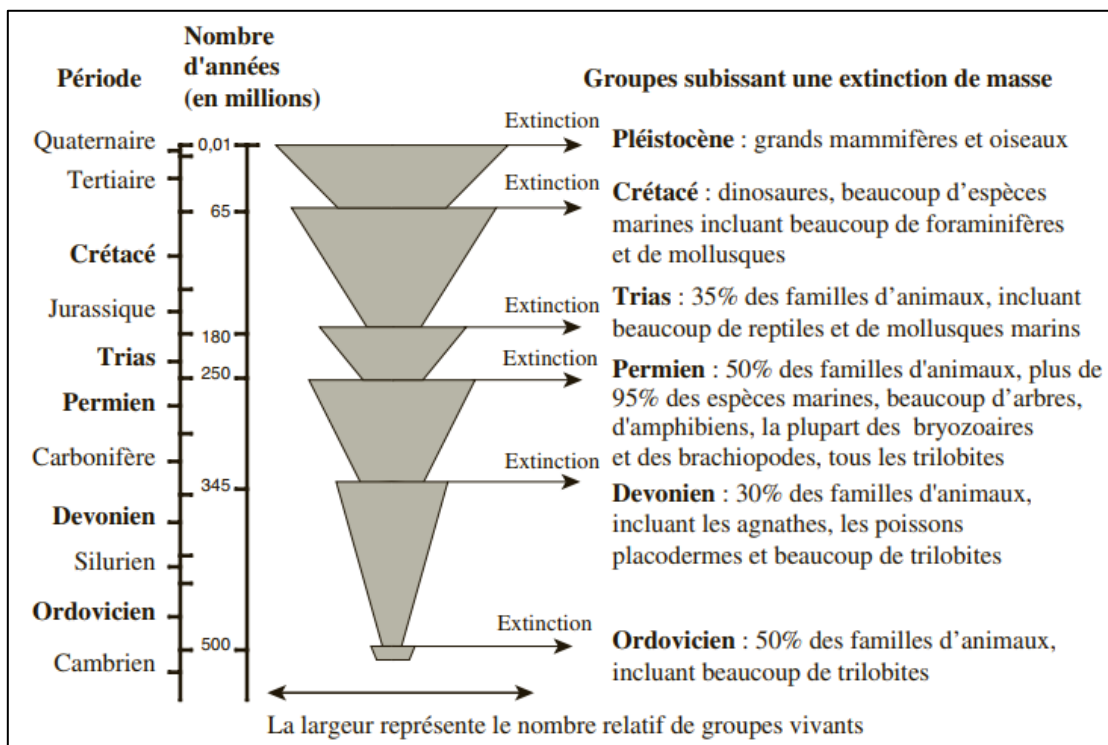 Période
Nombre
d'années
(en millions)
Groupes subissant une extinction de masse
Quaternaire
Tertiaire
Crétacé
Jurassique
Trias
Permien
Carbonifère
Devonien
Silurien
Ordovicien
Cambrien
0,01
65
180
250
345
500
Extinction
Pléistocène : grands mammifères et oiseaux
Extinction
Crétacé : dinosaures, beaucoup d’espèces
marines incluant beaucoup de foraminifères
et de mollusques
Extinction
Trias : 35% des familles d’animaux, incluant
beaucoup de reptiles et de mollusques marins
Extinction
Permien : 50% des familles d'animaux, plus de
95% des espèces marines, beaucoup d’arbres,
d'amphibiens, la plupart des bryozoaires
et des brachiopodes, tous les trilobites
Extinction
Devonien : 30% des familles d'animaux,
incluant les agnathes, les poissons
placodermes et beaucoup de trilobites
Extinction
Ordovicien : 50% des familles d’animaux,
incluant beaucoup de trilobites
La largeur représente le nombre relatif de groupes vivants